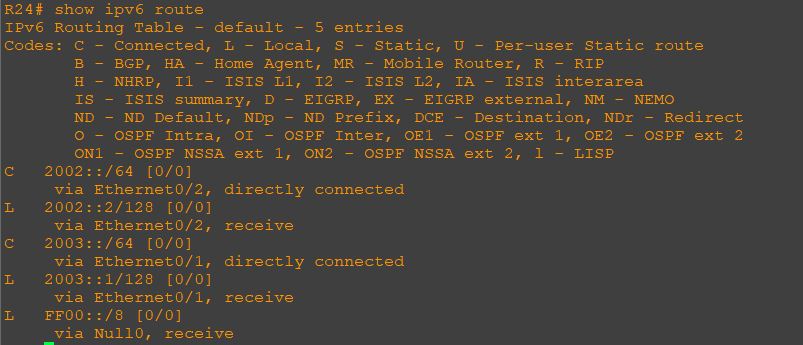 R24# show ipv6 route
IPv6 Routing Table - default - 5 entries
Codes: C - Connected, L - Local, S - Static, U - Per-user Static route
       B - BGP, HA - Home Agent, MR - Mobile Router, R - RIP
       H - NHRP, I1 - ISIS L1, I2 - ISIS L2, IA - ISIS interarea
       IS - ISIS summary, D - EIGRP, EX - EIGRP external, NM - NEMO
       ND - ND Default, NDp - ND Prefix, DCE - Destination, NDr - Redirect
       O - OSPF Intra, OI - OSPF Inter, OE1 - OSPF ext 1, OE2 - OSPF ext 2
       ON1 - OSPF NSSA ext 1, ON2 - OSPF NSSA ext 2, l - LISP
C   2002::/64 [0/0]
     via Ethernet0/2, directly connected
L   2002::2/128 [0/0]
     via Ethernet0/2, receive
C   2003::/64 [0/0]
     via Ethernet0/1, directly connected
L   2003::1/128 [0/0]
     via Ethernet0/1, receive
L   FF00::/8 [0/0]
     via Null0, receive